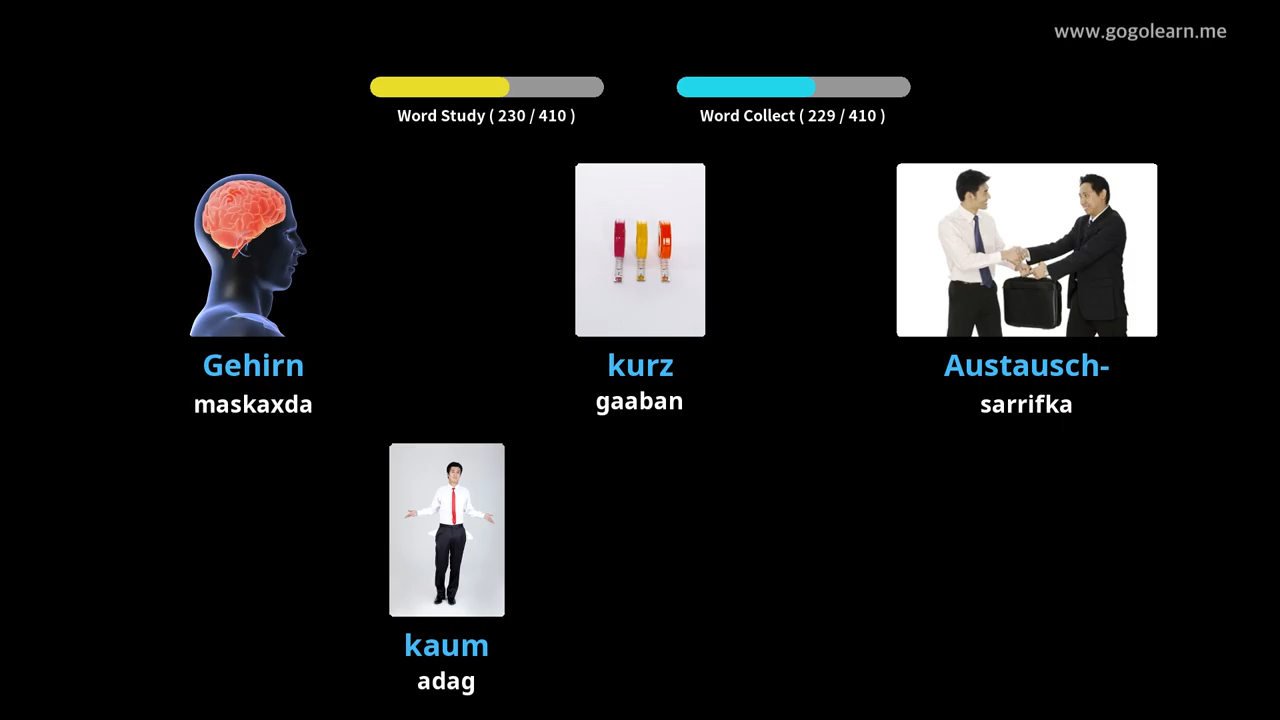 www.gogolearn.me
Word Study ( 230 / 410 )
Word Collect ( 229 / 410 )
Gehirn
maskaxda
kurz
gaaban
Austausch-
sarrifka
kaum
adag